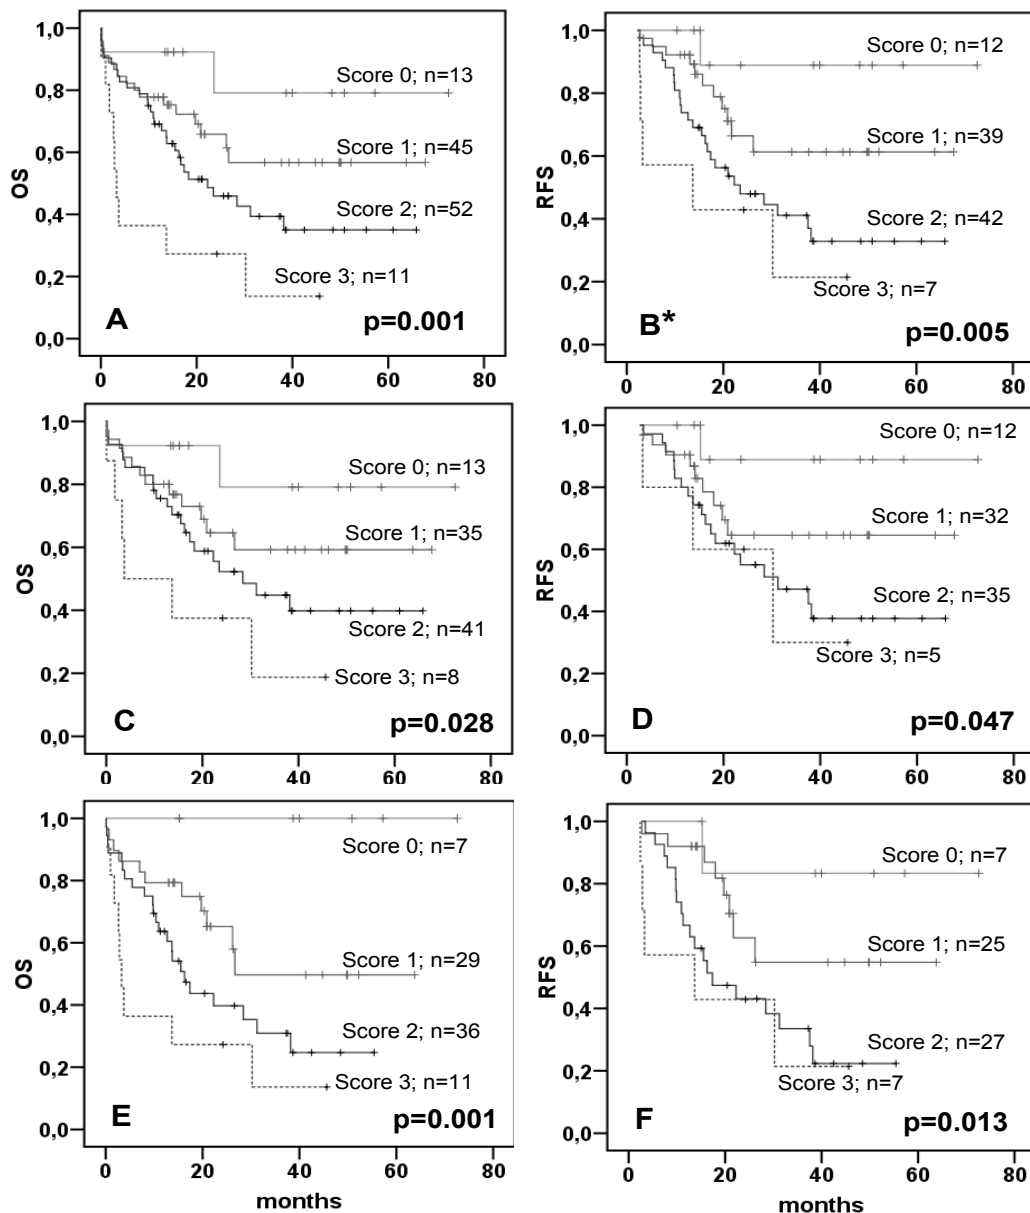 1,0
0,8
0,6
0,4
0,2
0,0
OS
Score 0; n=13
Score 1; n=45
Score 2; n=52
Score 3; n=11
A
p=0.001
0 20 40 60 80
1,0
0,8
0,6
0,4
0,2
0,0
RFS
Score 0; n=12
Score 1; n=39
Score 2; n=42
Score 3; n=7
B*
p=0.005
0 20 40 60 80
1,0
0,8
0,6
0,4
0,2
0,0
OS
Score 0; n=13
Score 1; n=35
Score 2; n=41
Score 3; n=8
C
p=0.028
0 20 40 60 80
1,0
0,8
0,6
0,4
0,2
0,0
RFS
Score 0; n=12
Score 1; n=32
Score 2; n=35
Score 3; n=5
D
p=0.047
0 20 40 60 80
1,0
0,8
0,6
0,4
0,2
0,0
OS
Score 0; n=7
Score 1; n=29
Score 2; n=36
Score 3; n=11
E
p=0.001
0 20 40 60 80
months
1,0
0,8
0,6
0,4
0,2
0,0
RFS
Score 0; n=7
Score 1; n=25
Score 2; n=27
Score 3; n=7
F
p=0.013
0 20 40 60 80
months